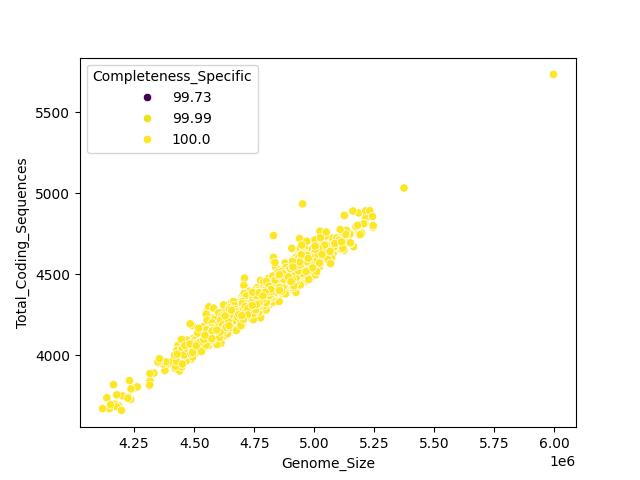 Completeness_Specific
99.73
99.99
100.0
5500
5000
4500
4000
Total_Coding_Sequences
4.25 4.50 4.75 5.00 5.25 5.50 5.75 6.00
1e6
Genome_Size